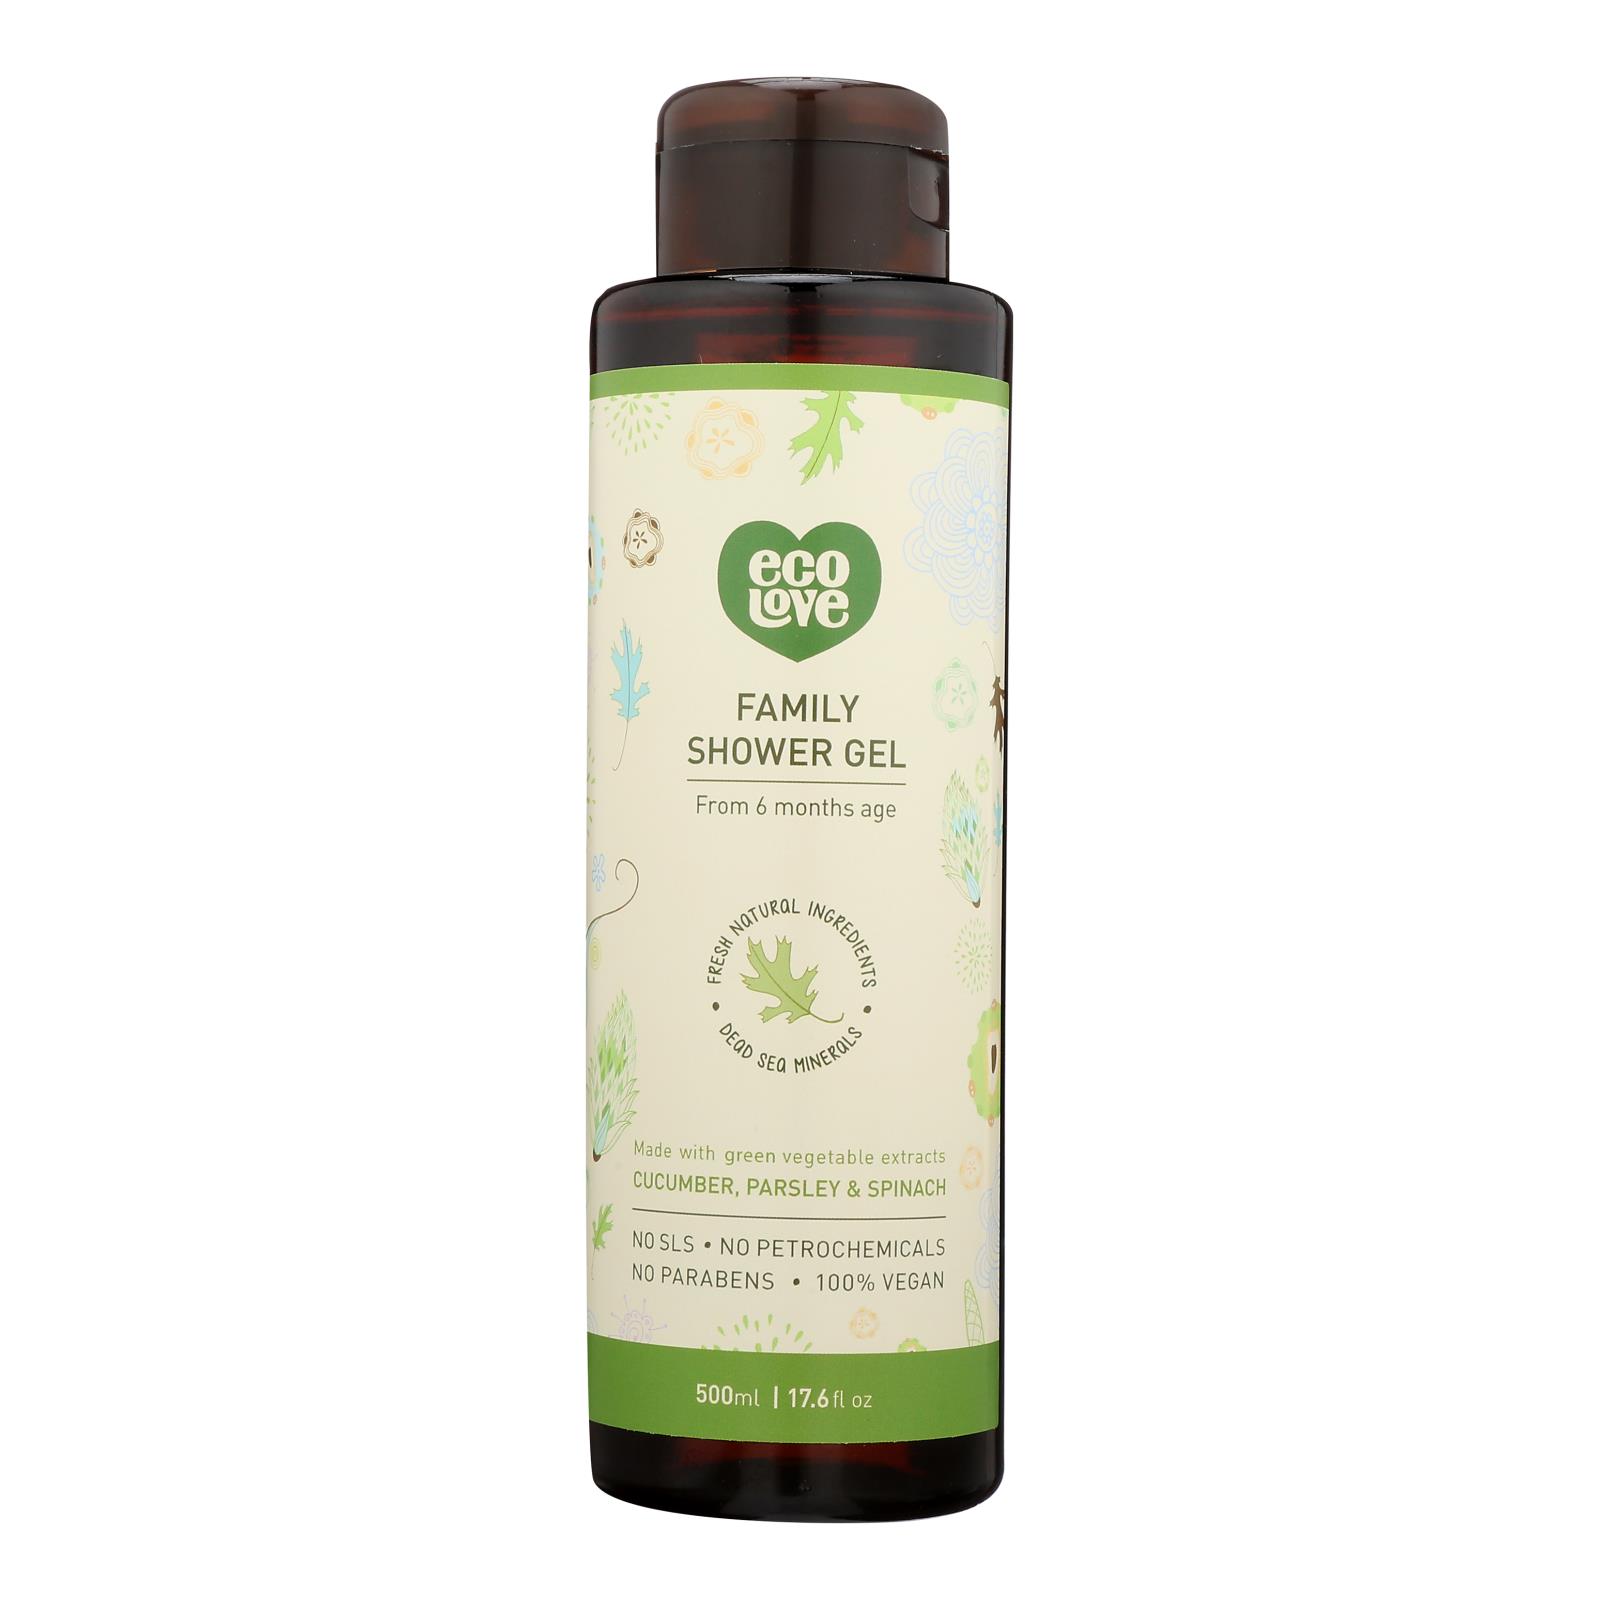 eco
Love
FAMILY
SHOWER GEL
From 6 months age
FRESH NATURAL INGREDIENTS
• DEAD SEA MINERALS •
Made with green vegetable extracts
CUCUMBER, PARSLEY & SPINACH
NO SLS • NO PETROCHEMICALS
NO PARABENS • 100% VEGAN
500ml | 17.6 fl oz